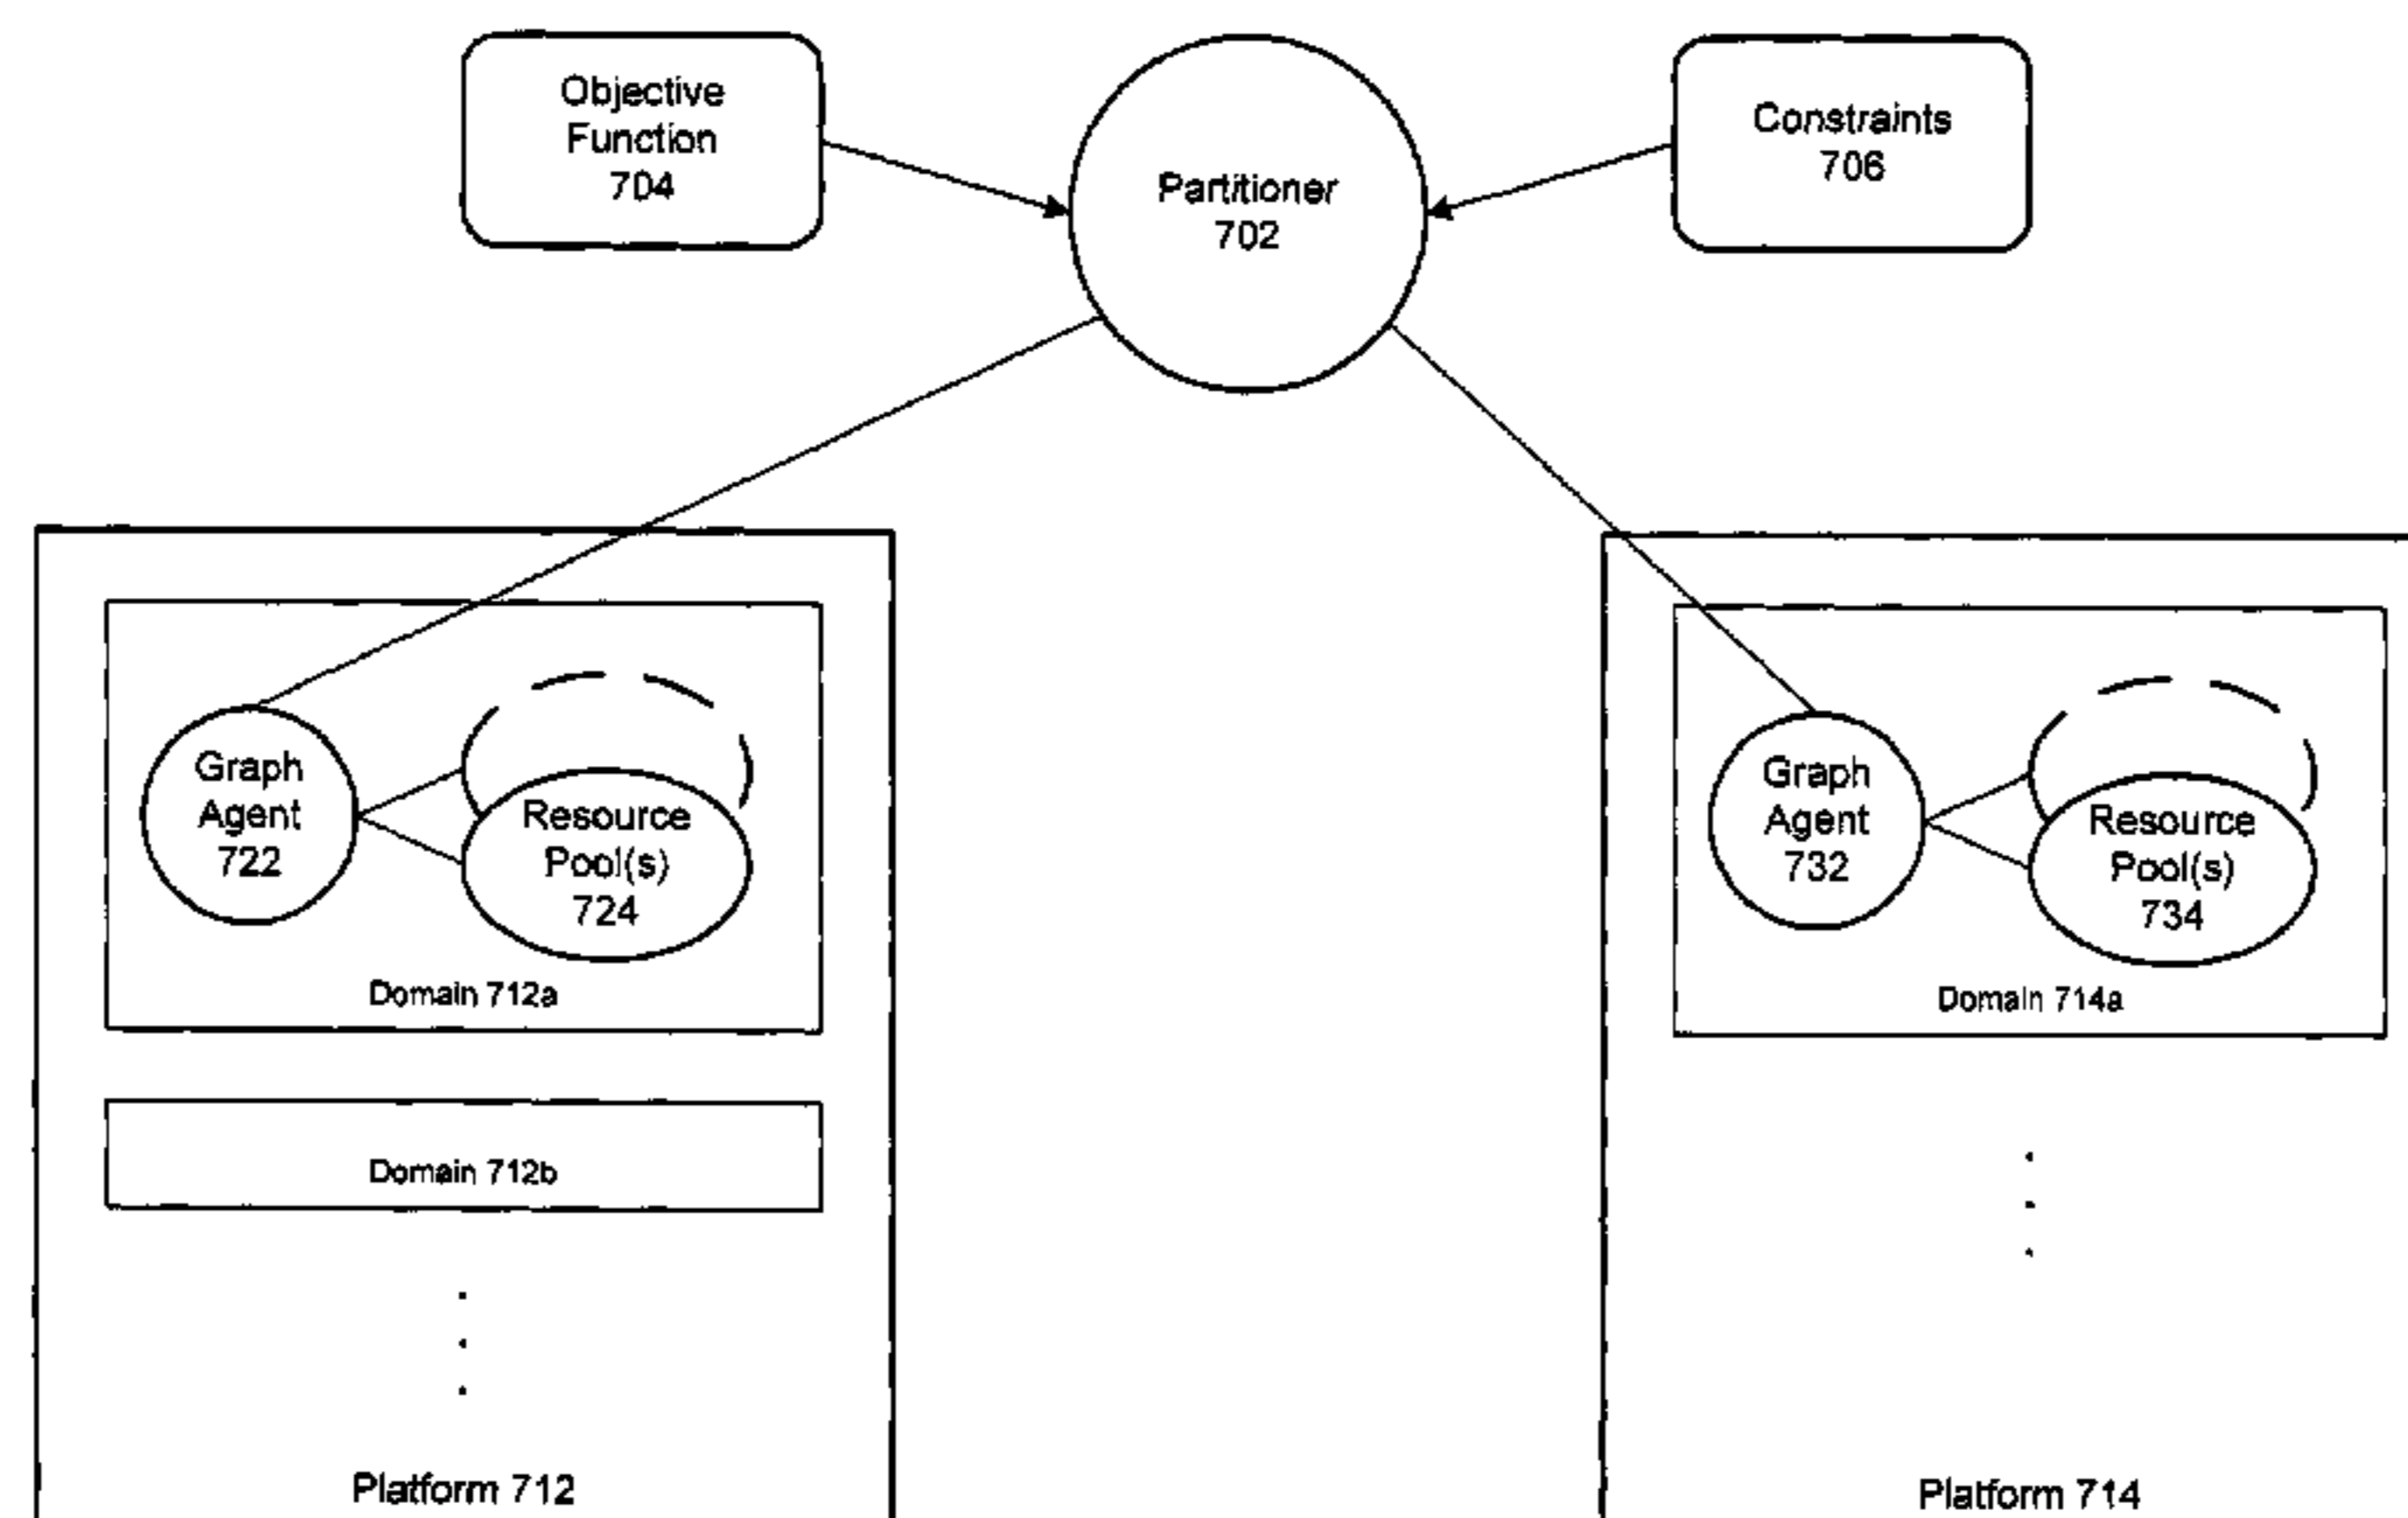 Objective
Function
704
Partitioner
702
Constraints
706
Graph
Agent
722
Resource
Pool(s)
724
Domain 712a
Domain 712b
Platform 712
Graph
Agent
732
Resource
Pool(s)
734
Domain 714a
Platform 714